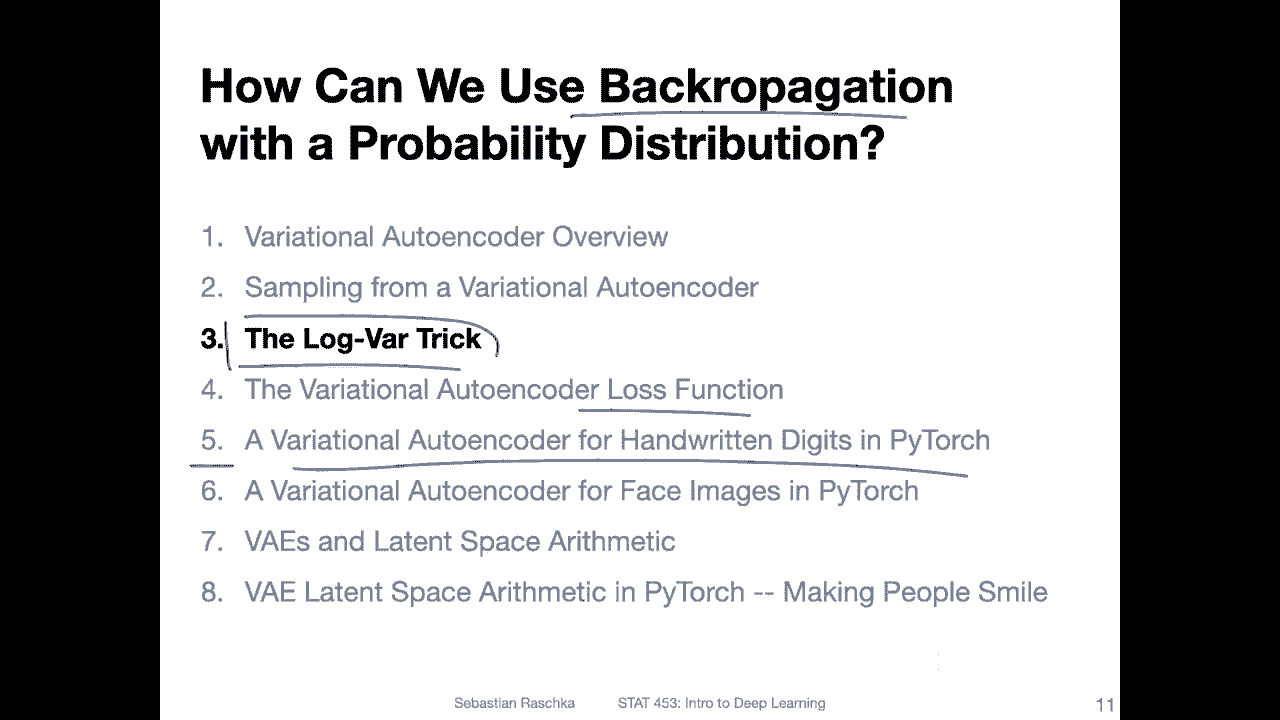 How Can We Use Backropagation
with a Probability Distribution?
1. Variational Autoencoder Overview
2. Sampling from a Variational Autoencoder
3. The Log-Var Trick
4. The Variational Autoencoder Loss Function
5. A Variational Autoencoder for Handwritten Digits in PyTorch
6. A Variational Autoencoder for Face Images in PyTorch
7. VAEs and Latent Space Arithmetic
8. VAE Latent Space Arithmetic in PyTorch -- Making People Smile
Sebastian Raschka STAT 453: Intro to Deep Learning 11